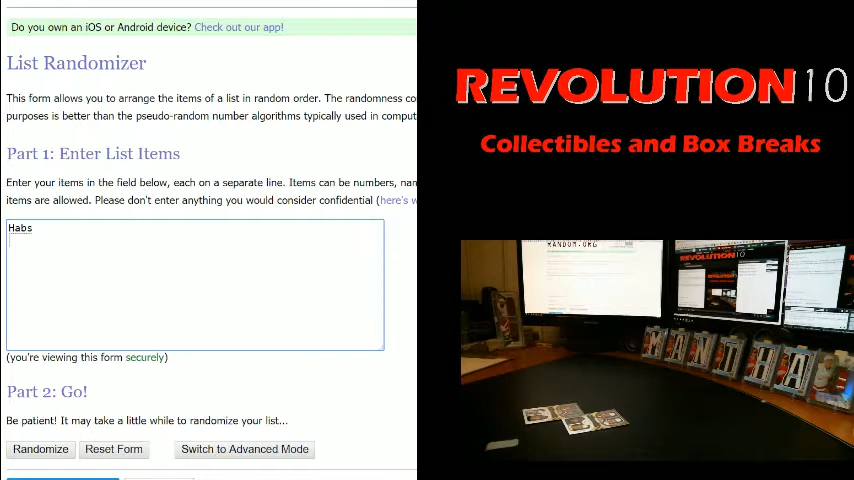 Do you own an iOS or Android device? Check out our app!
List Randomizer
This form allows you to arrange the items of a list in random order. The randomness co
purposes is better than the pseudo-random number algorithms typically used in comput
Part 1: Enter List Items
Enter your items in the field below, each on a separate line. Items can be numbers, nam
items are allowed. Please don't enter anything you would consider confidential (here's w
Habs
(you're viewing this form securely)
Part 2: Go!
Be patient! It may take a little while to randomize your list...
Randomize Reset Form Switch to Advanced Mode
REVOLUTION10
Collectibles and Box Breaks
RANDOM.ORG
REVOLUTION10